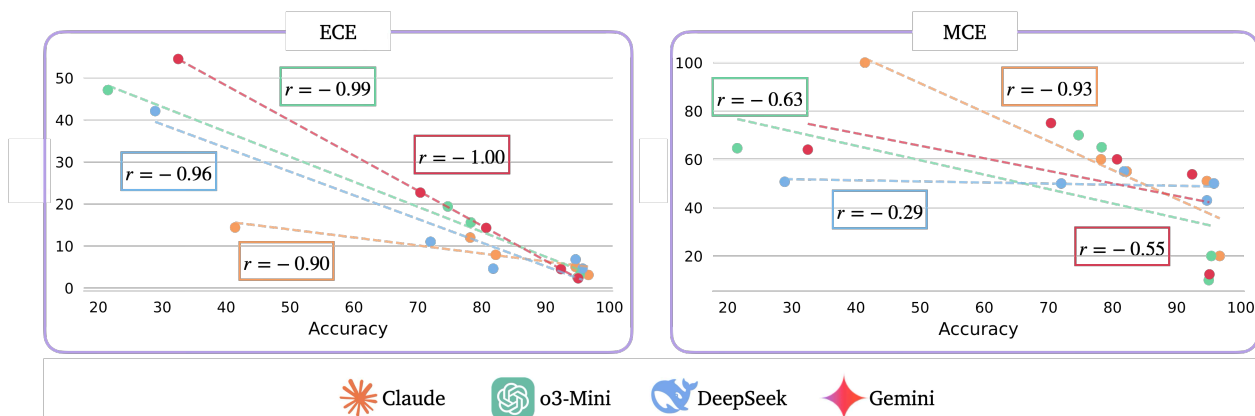 ECE
MCE
50
40
30
20
10
0
r = − 0.99
r = − 1.00
r = − 0.96
r = − 0.90
20 30 40 50 60 70 80 90 100
Accuracy
100
80
60
40
20
r = − 0.93
r = − 0.63
r = − 0.29
r = − 0.55
20 30 40 50 60 70 80 90 100
Accuracy
Claude o3-Mini DeepSeek Gemini